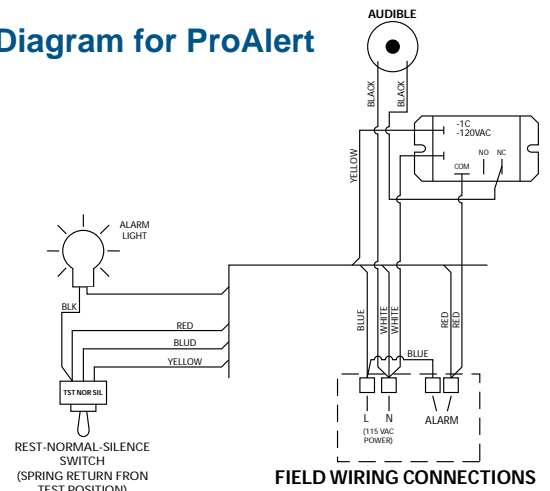 Diagram for ProAlert
AUDIBLE
BLACK
BLACK
-1C
-120VAC
NO NC
COM
YELLOW
ALARM
LIGHT
BLK
RED
BLUD
YELLOW
BLUE
WHITE
WHITE
RED
RED
BLUE
TST NOR SIL
L N ALARM
(115 VAC
POWER)
REST-NORMAL-SILENCE
SWITCH
(SPRING RETURN FRON
TEST POSITION)
FIELD WIRING CONNECTIONS